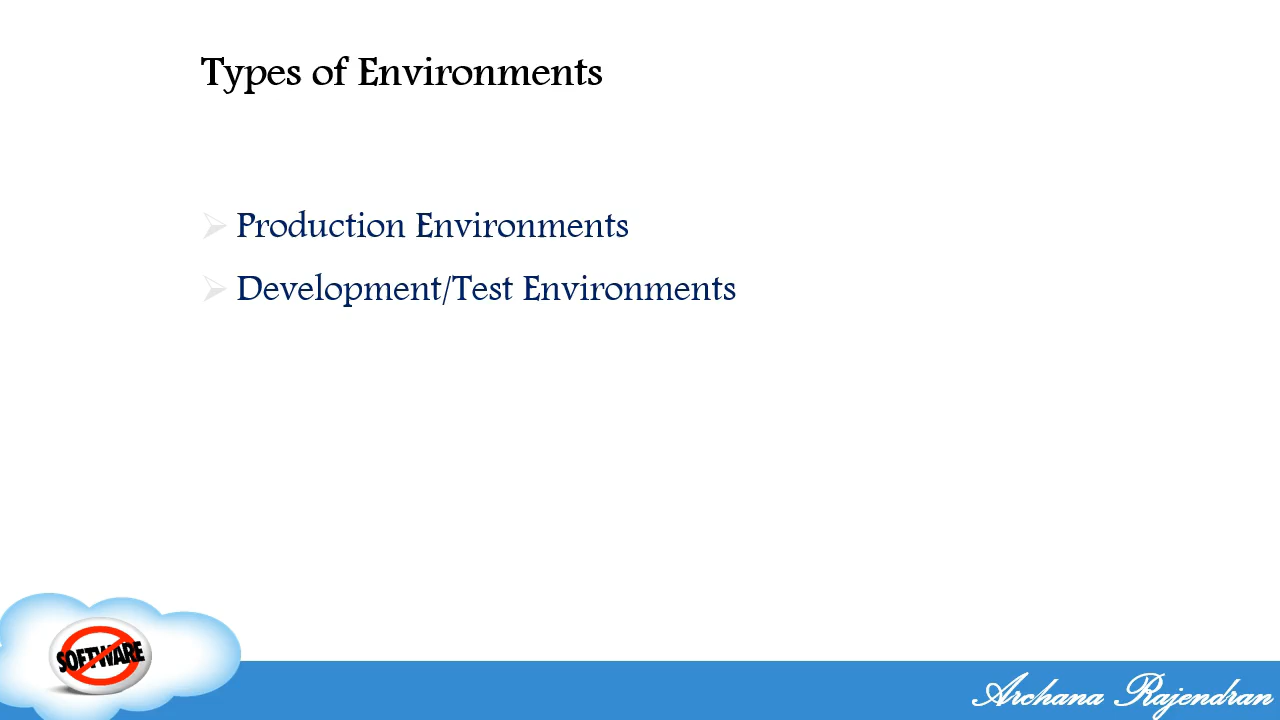 Types of Environments
Production Environments
Development/Test Environments
SOFTWARE
Archana Rajendran